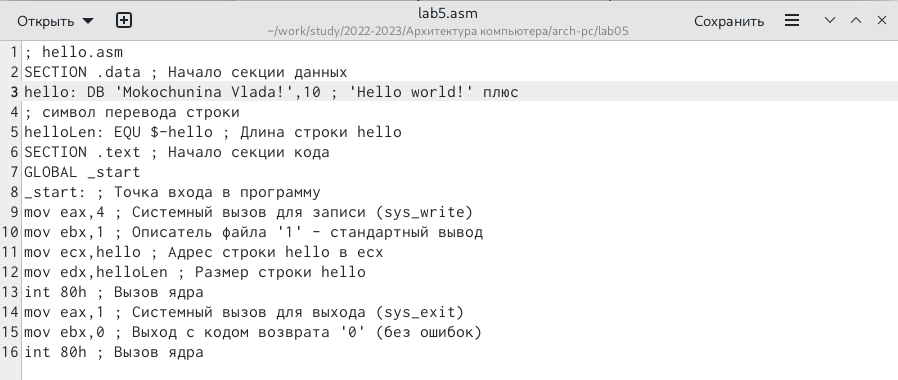 Открыть
lab5.asm
~/work/study/2022-2023/Архитектура компьютера/arch-pc/lab05
Сохранить
1 ; hello.asm
2 SECTION .data ; Начало секции данных
3 hello: DB 'Mokochunina Vlada!',10 ; 'Hello world!' плюс
4 ; символ перевода строки
5 helloLen: EQU $-hello ; Длина строки hello
6 SECTION .text ; Начало секции кода
7 GLOBAL _start
8 _start: ; Точка входа в программу
9 mov eax,4 ; Системный вызов для записи (sys_write)
10 mov ebx,1 ; Описатель файла '1' - стандартный вывод
11 mov ecx,hello ; Адрес строки hello в ecx
12 mov edx,helloLen ; Размер строки hello
13 int 80h ; Вызов ядра
14 mov eax,1 ; Системный вызов для выхода (sys_exit)
15 mov ebx,0 ; Выход с кодом возврата '0' (без ошибок)
16 int 80h ; Вызов ядра